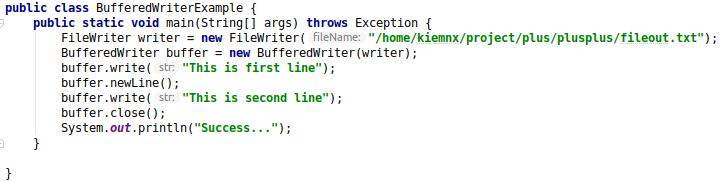 public class BufferedWriterExample {
    public static void main(String[] args) throws Exception {
        FileWriter writer = new FileWriter( fileName: "/home/kiemnx/project/plus/plusplus/fileout.txt");
        BufferedWriter buffer = new BufferedWriter(writer);
        buffer.write( str: "This is first line");
        buffer.newLine();
        buffer.write( str: "This is second line");
        buffer.close();
        System.out.println("Success...");
    }
}